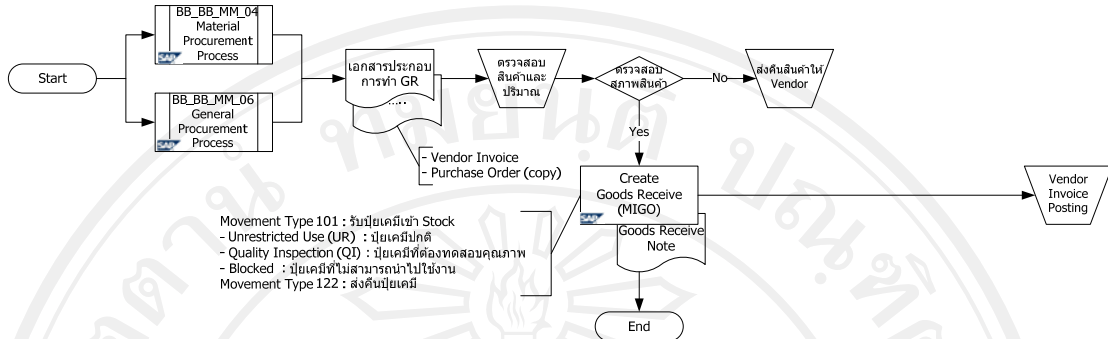 Start
BB_BB_MM_04
Material
Procurement
Process
SAP
BB_BB_MM_06
General
Procurement
Process
SAP
เอกสารประกอบ
การทำ GR
.....
- Vendor Invoice
- Purchase Order (copy)
ตรวจสอบ
สินค้าและ
ปริมาณ
ตรวจสอบ
สภาพสินค้า
No
ส่งคืนสินค้าให้
Vendor
Yes
Create
Goods Receive
(MIGO)
SAP
Goods Receive
Note
Vendor
Invoice
Posting
Movement Type 101 : รับปุ๋ยเคมีเข้า Stock
- Unrestricted Use (UR) : ปุ๋ยเคมีปกติ
- Quality Inspection (QI) : ปุ๋ยเคมีที่ต้องทดสอบคุณภาพ
- Blocked : ปุ๋ยเคมีที่ไม่สามารถนำไปใช้งาน
Movement Type 122 : ส่งคืนปุ๋ยเคมี
End